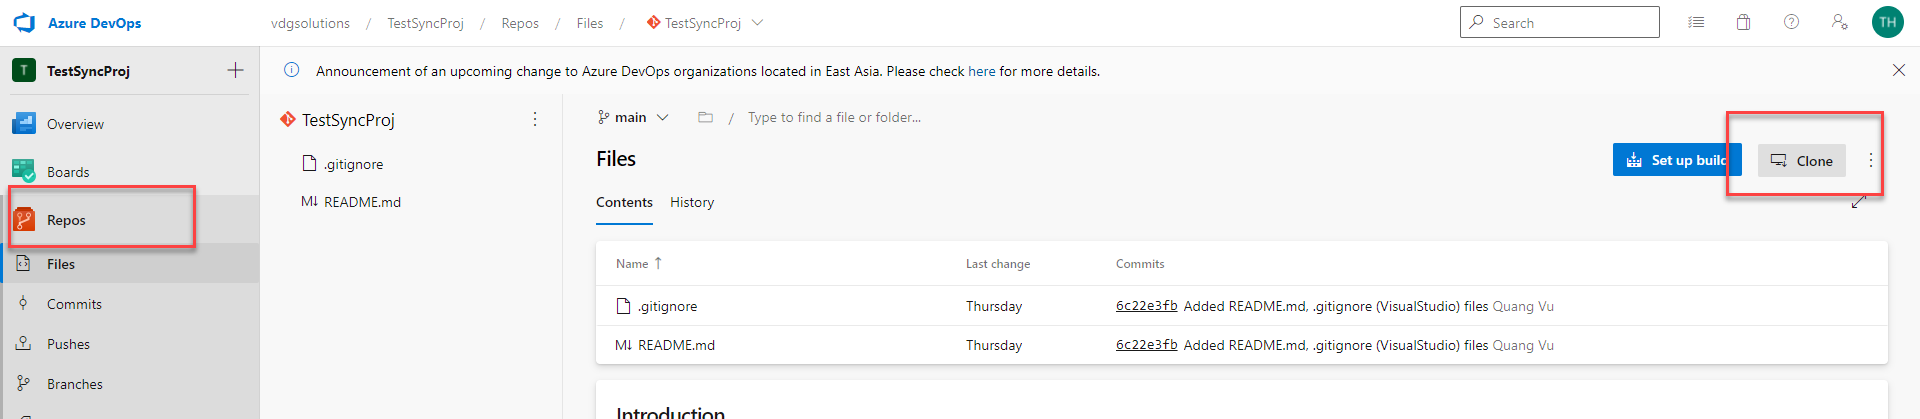 Azure DevOps
vdgsolutions / TestSyncProj / Repos / Files / TestSyncProj
Search
TH
T TestSyncProj
Announcement of an upcoming change to Azure DevOps organizations located in East Asia. Please check here for more details.
Overview
Boards
Repos
Files
Commits
Pushes
Branches
TestSyncProj
.gitignore
M↓ README.md
main / Type to find a file or folder...
Files
Set up build
Clone
Contents History
Name ↑ Last change Commits
.gitignore Thursday 6c22e3fb Added README.md, .gitignore (VisualStudio) files Quang Vu
M↓ README.md Thursday 6c22e3fb Added README.md, .gitignore (VisualStudio) files Quang Vu
Introduction